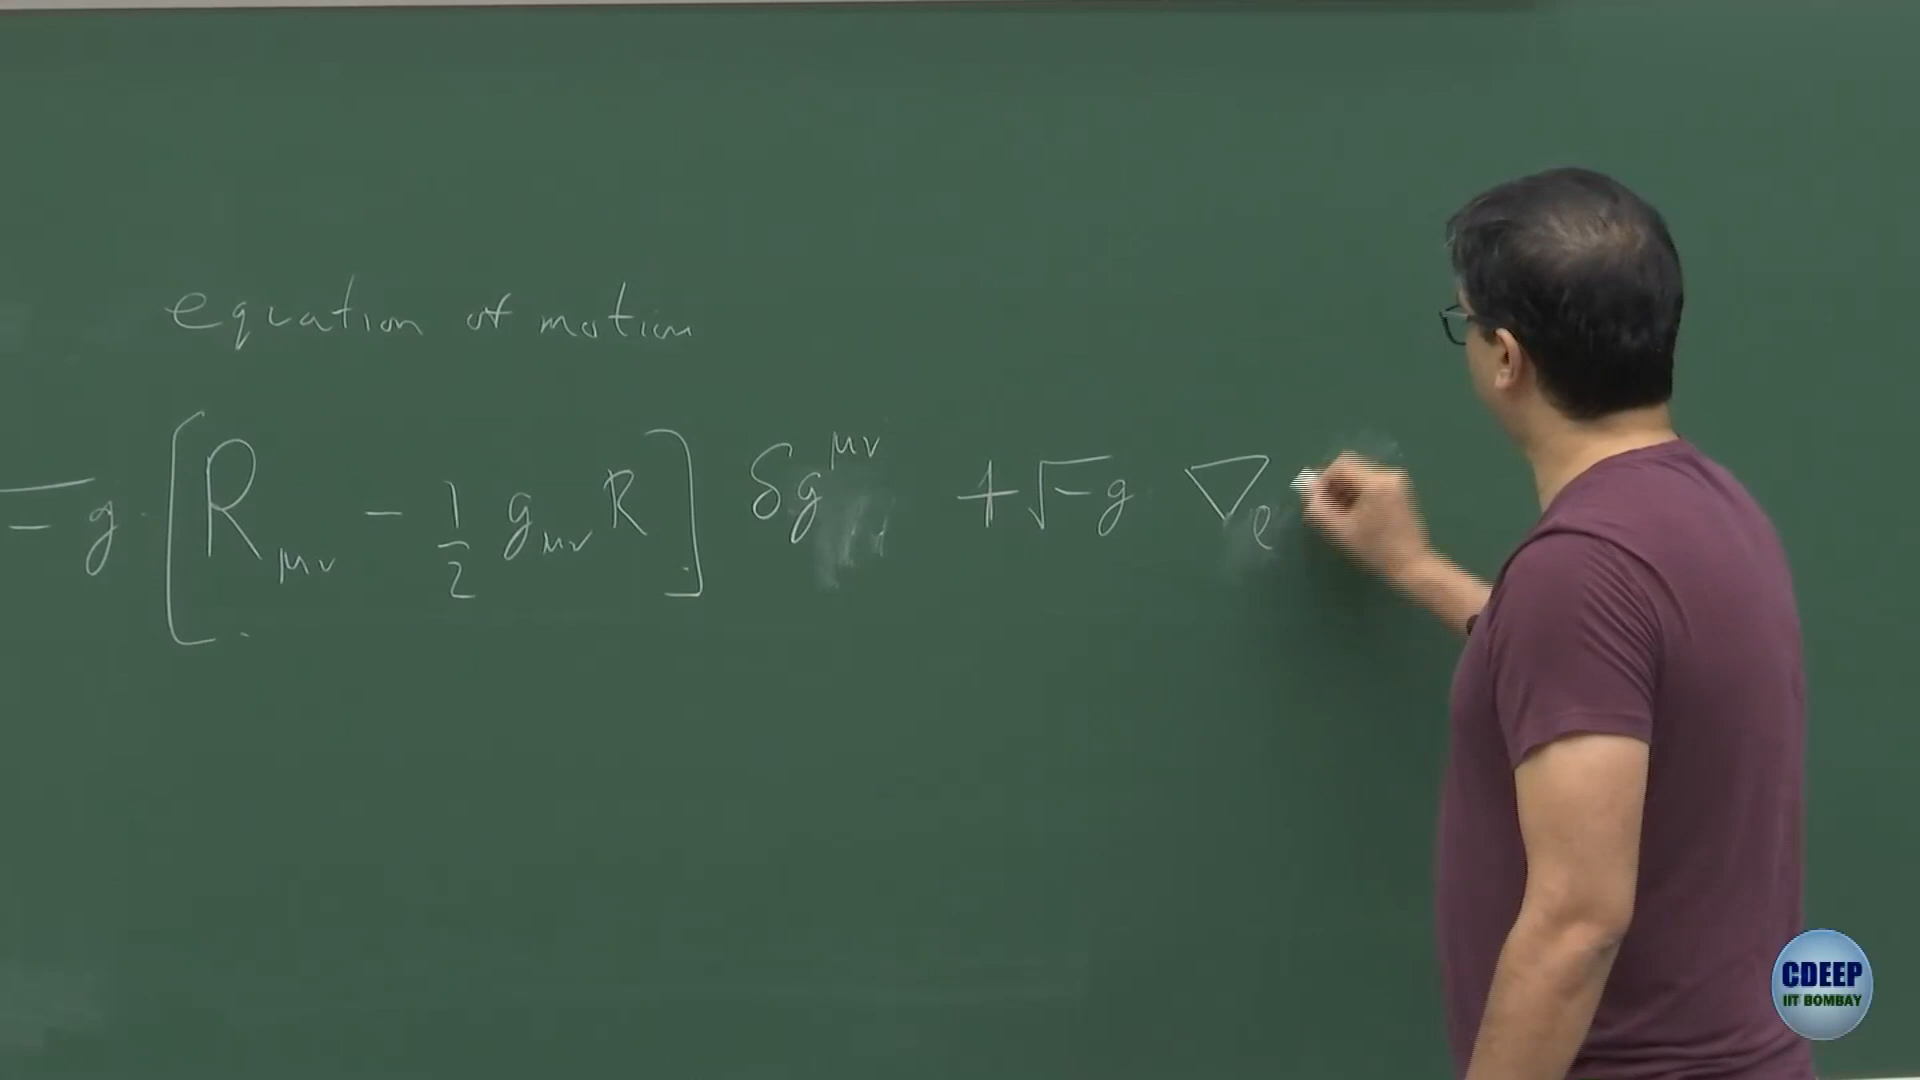 equation of motion
√-g [R_μν - 1/2 g_μν R] δg^μν + √-g ∇_ρ
CDEEP
IIT BOMBAY